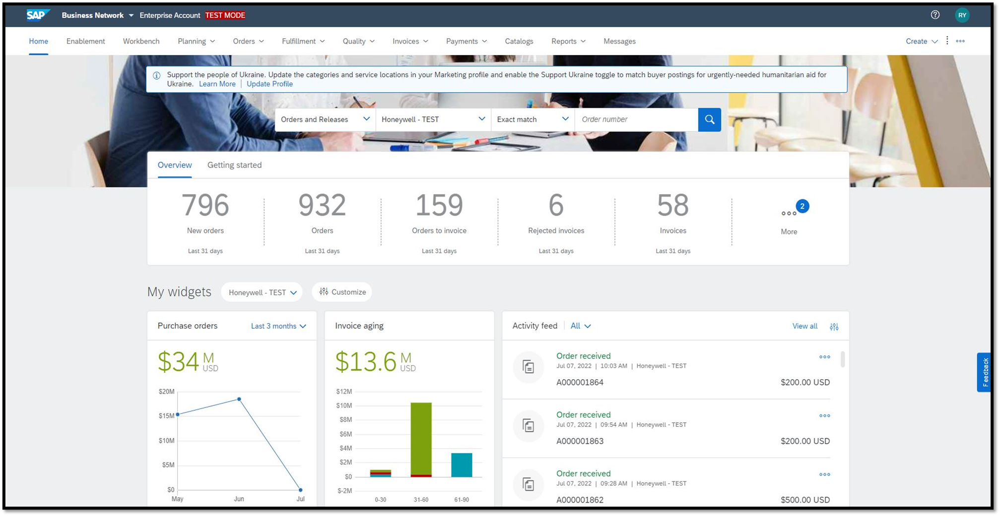 SAP Business Network Enterprise Account TEST MODE RY
Home Enablement Workbench Planning Orders Fulfillment Quality Invoices Payments Catalogs Reports Messages Create
Support the people of Ukraine. Update the categories and service locations in your Marketing profile and enable the Support Ukraine toggle to match buyer postings for urgently-needed humanitarian aid for
Ukraine. Learn More Update Profile
Orders and Releases Honeywell - TEST Exact match Order number
Overview Getting started
796 932 159 6 58 2
New orders Orders Orders to invoice Rejected invoices Invoices More
Last 31 days Last 31 days Last 31 days Last 31 days Last 31 days
My widgets Honeywell - TEST Customize
Purchase orders Last 3 months
$34 M
USD
$20M
$15M
$10M
$5M
$0
May Jun Jul
Invoice aging
$13.6 M
USD
$12M
$10M
$8M
$6M
$4M
$2M
$0
$-2M
0-30 31-60 61-90
Activity feed All View all
Order received
Jul 07, 2022 | 10:03 AM | Honeywell - TEST
A000001864 $200.00 USD
Order received
Jul 07, 2022 | 09:54 AM | Honeywell - TEST
A000001863 $200.00 USD
Order received
Jul 07, 2022 | 09:28 AM | Honeywell - TEST
A000001862 $500.00 USD
Feedback